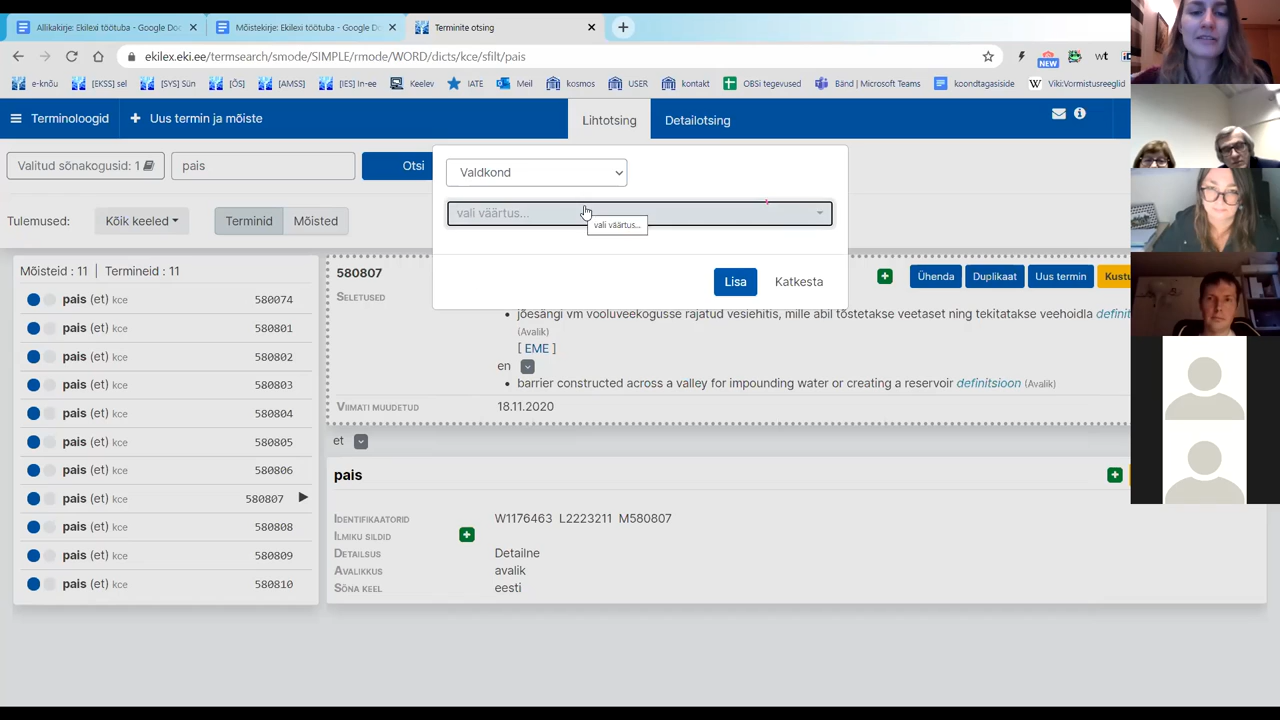 Allikakirje: Ekilexi töötuba - Google Do
Mõistekirje: Ekilexi töötuba - Google D
Terminite otsing
ekilex.eki.ee/termsearch/smode/SIMPLE/rmode/WORD/dicts/kce/sfilt/pais
NEW
wt
e-knõu
[EKSS] sel
[SY] Sün
[ÕS]
[AMSS]
[IES] In-ee
Keelev
IATE
Meil
kosmos
USER
kontakt
OBSi tegevused
Bänd | Microsoft Teams
koondtagasiside
Viki:Vormistusreeglid
Terminoloogid
Uus termin ja mõiste
Lihtotsing
Detailotsing
Valitud sõnakogusid: 1
pais
Otsi
Valdkond
vali väärtus...
vali väärtus...
Lisa
Katkesta
Tulemused:
Kõik keeled
Terminid
Mõisted
Mõisteid : 11 | Termineid : 11
pais (et) kce 580074
pais (et) kce 580801
pais (et) kce 580802
pais (et) kce 580803
pais (et) kce 580804
pais (et) kce 580805
pais (et) kce 580806
pais (et) kce 580807
pais (et) kce 580808
pais (et) kce 580809
pais (et) kce 580810
580807
Ühenda
Duplikaat
Uus termin
Kustu
Seletused
jõesängi vm vooluveekogusse rajatud vesiehitis, mille abil tõstetakse veetaset ning tekitatakse veehoidla definit
(Avalik)
[ EME ]
en
barrier constructed across a valley for impounding water or creating a reservoir definitsioon (Avalik)
Viimati muudetud 18.11.2020
et
pais
Identifikaatorid W1176463 L2223211 M580807
Ilmiku sildid
Detailsus Detailne
Avalikkus avalik
Sõna keel eesti